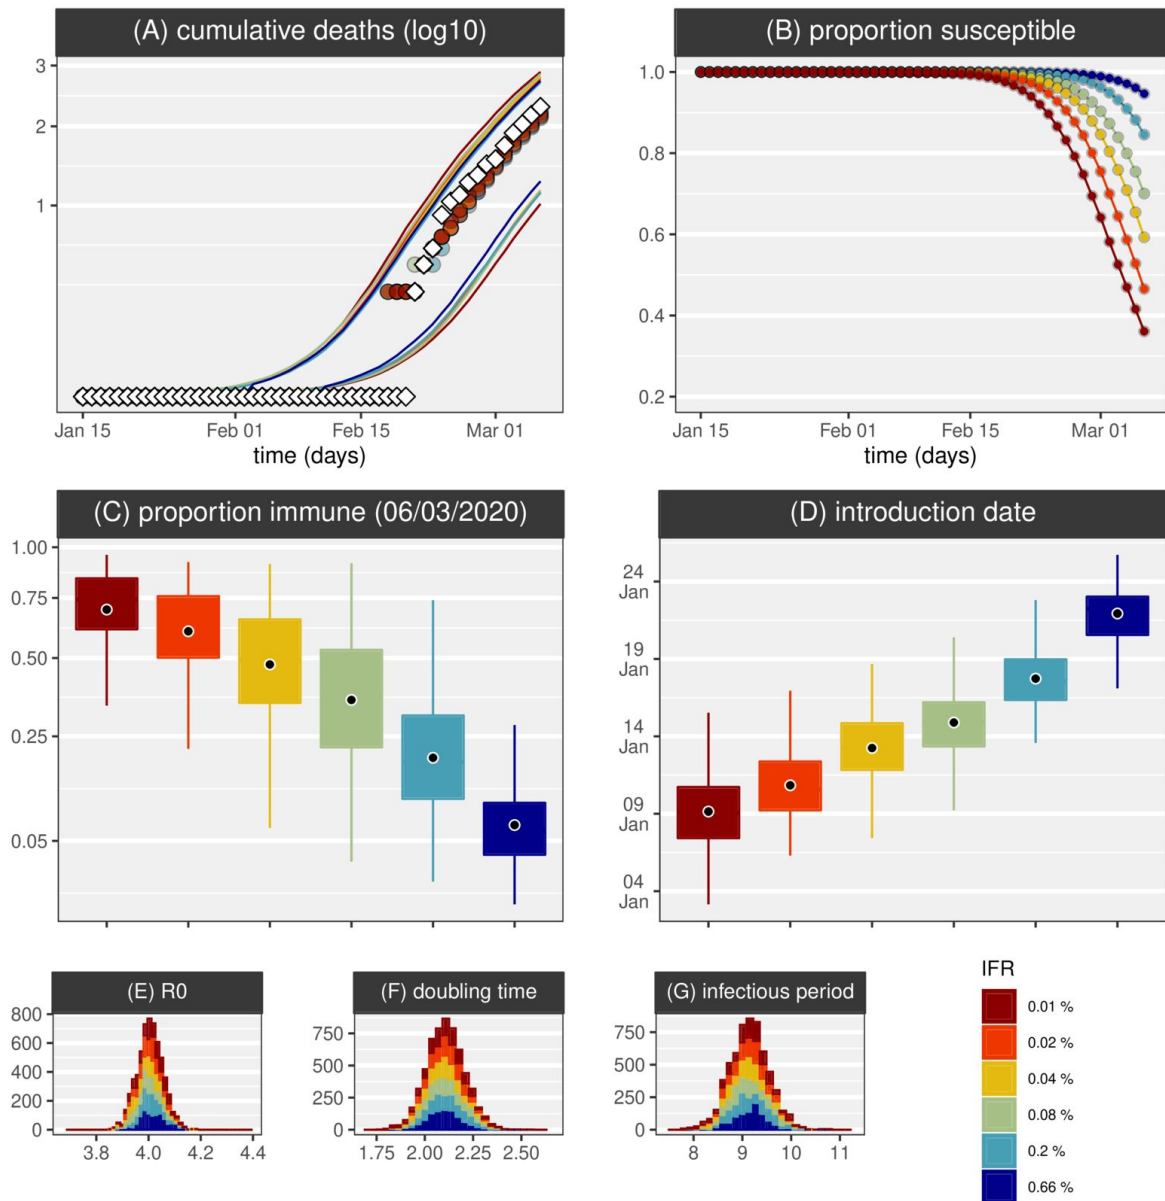 (A) cumulative deaths (log10)
3
2
1
Jan 15
Feb 01
Feb 15
Mar 01
time (days)
(B) proportion susceptible
1.0
0.8
0.6
0.4
0.2
Jan 15
Feb 01
Feb 15
Mar 01
time (days)
(C) proportion immune (06/03/2020)
1.00
0.75
0.50
0.25
0.05
(D) introduction date
24
Jan
19
Jan
14
Jan
09
Jan
04
Jan
(E) R0
800
600
400
200
0
3.8 4.0 4.2 4.4
(F) doubling time
750
500
250
0
1.75 2.00 2.25 2.50
(G) infectious period
750
500
250
0
8 9 10 11
IFR
0.01 %
0.02 %
0.04 %
0.08 %
0.2 %
0.66 %